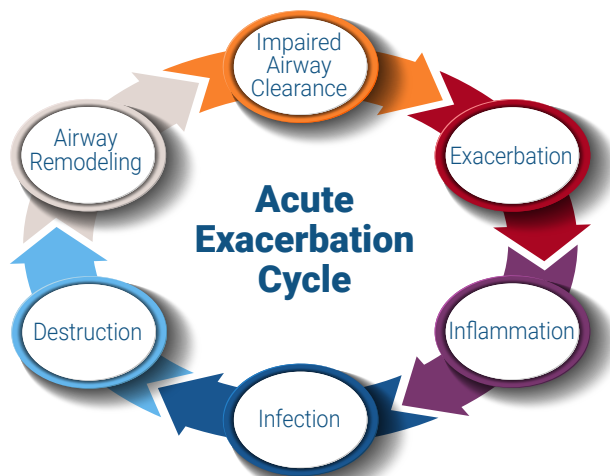 Impaired
Airway
Clearance
Exacerbation
Inflammation
Infection
Destruction
Airway
Remodeling
Acute
Exacerbation
Cycle